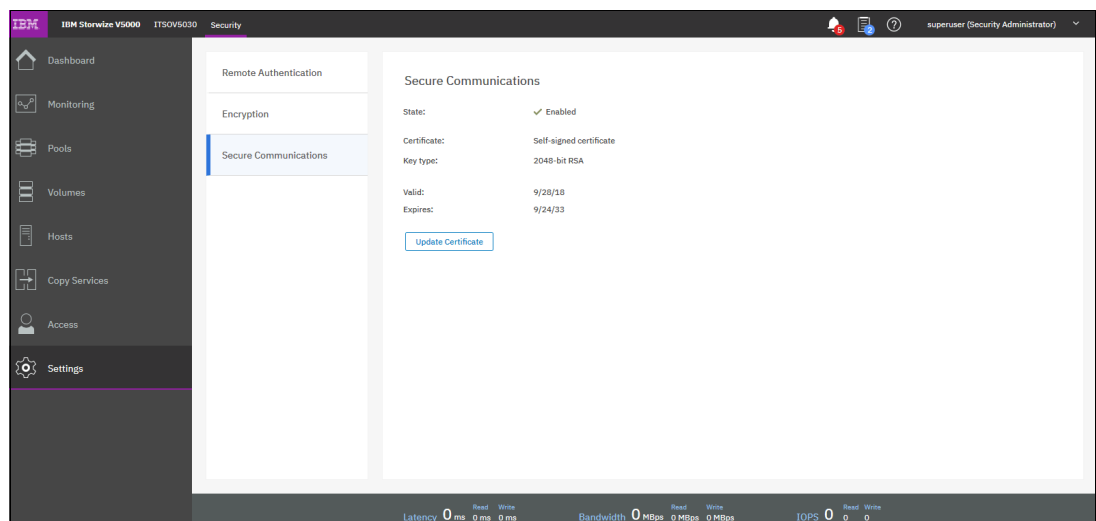 IBM IBM Storwize V5000 ITSOV5030 Security 5 2 ? superuser (Security Administrator)
Dashboard
Monitoring
Pools
Volumes
Hosts
Copy Services
Access
Settings
Remote Authentication
Encryption
Secure Communications
Secure Communications
State: Enabled
Certificate: Self-signed certificate
Key type: 2048-bit RSA
Valid: 9/28/18
Expires: 9/24/33
Update Certificate
Read Write Read Write Read Write
Latency 0 ms 0 ms 0 ms Bandwidth 0 MBps 0 MBps 0 MBps IOPS 0 0 0